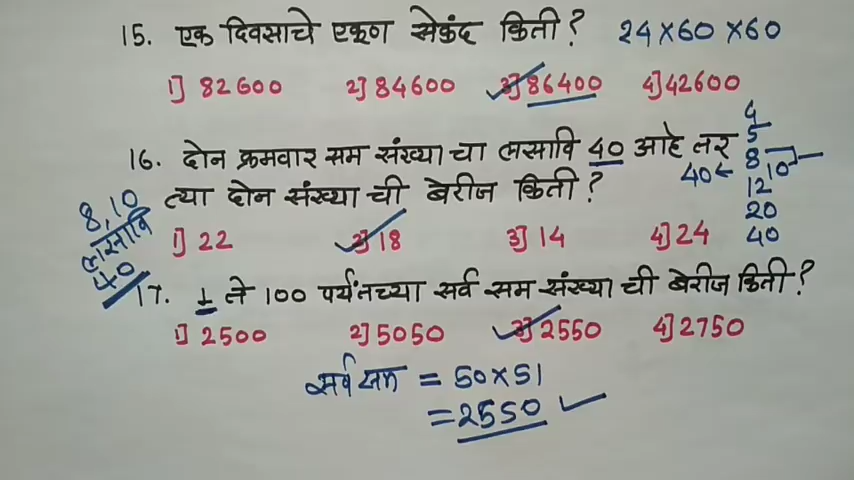 15. एक दिवसाचे एकूण सेकंद किती? 24×60×60
1] 82600 2] 84600 3] 86400 4] 42600
16. दोन क्रमवार सम संख्या चा लसावि 40 आहे तर
त्या दोन संख्या ची बेरीज किती?
1] 22 2] 18 3] 14 4] 24
4
5
8
10
40←
12
20
40
8,10
लसावि
40
17. 1 ते 100 पर्यंतच्या सर्व सम संख्या ची बेरीज किती?
1] 2500 2] 5050 3] 2550 4] 2750
सर्व सम = 50×51
=2550